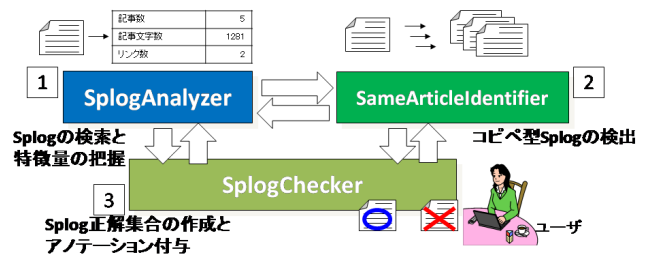 記事数 5
記事文字数 1281
リンク数 2
1
SplogAnalyzer
SameArticleIdentifier
2
Splogの検索と
特徴量の把握
コピペ型Splogの検出
SplogChecker
3
Splog正解集合の作成と
アノテーション付与
ユーザ